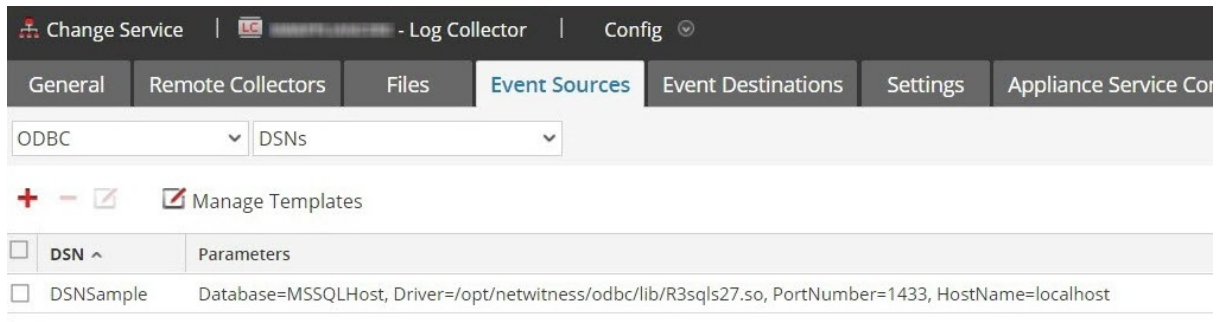 Change Service | LC - Log Collector | Config
General Remote Collectors Files Event Sources Event Destinations Settings Appliance Service Cor
ODBC DSNs
+ - Manage Templates
DSN Parameters
DSNSample Database=MSSQLHost, Driver=/opt/netwitness/odbc/lib/R3sqls27.so, PortNumber=1433, HostName=localhost